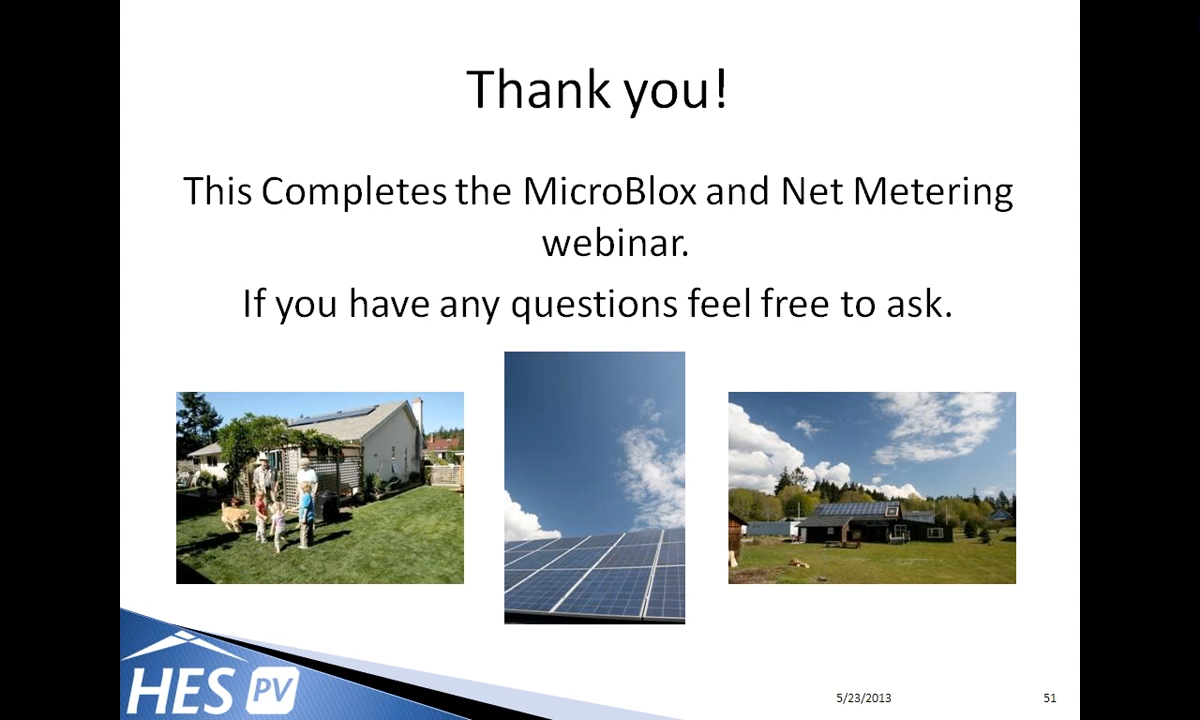 Thank you!
This Completes the MicroBlox and Net Metering
webinar.
If you have any questions feel free to ask.
HES PV
5/23/2013
51